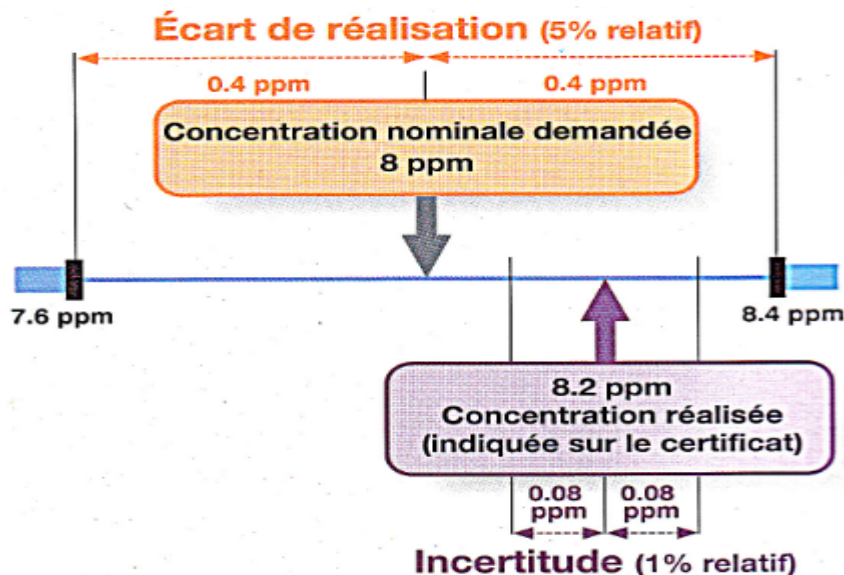 Écart de réalisation (5% relatif)
0.4 ppm 0.4 ppm
Concentration nominale demandée
8 ppm
7.6 ppm 8.4 ppm
8.2 ppm
Concentration réalisée
(indiquée sur le certificat)
0.08 0.08
ppm ppm
Incertitude (1% relatif)